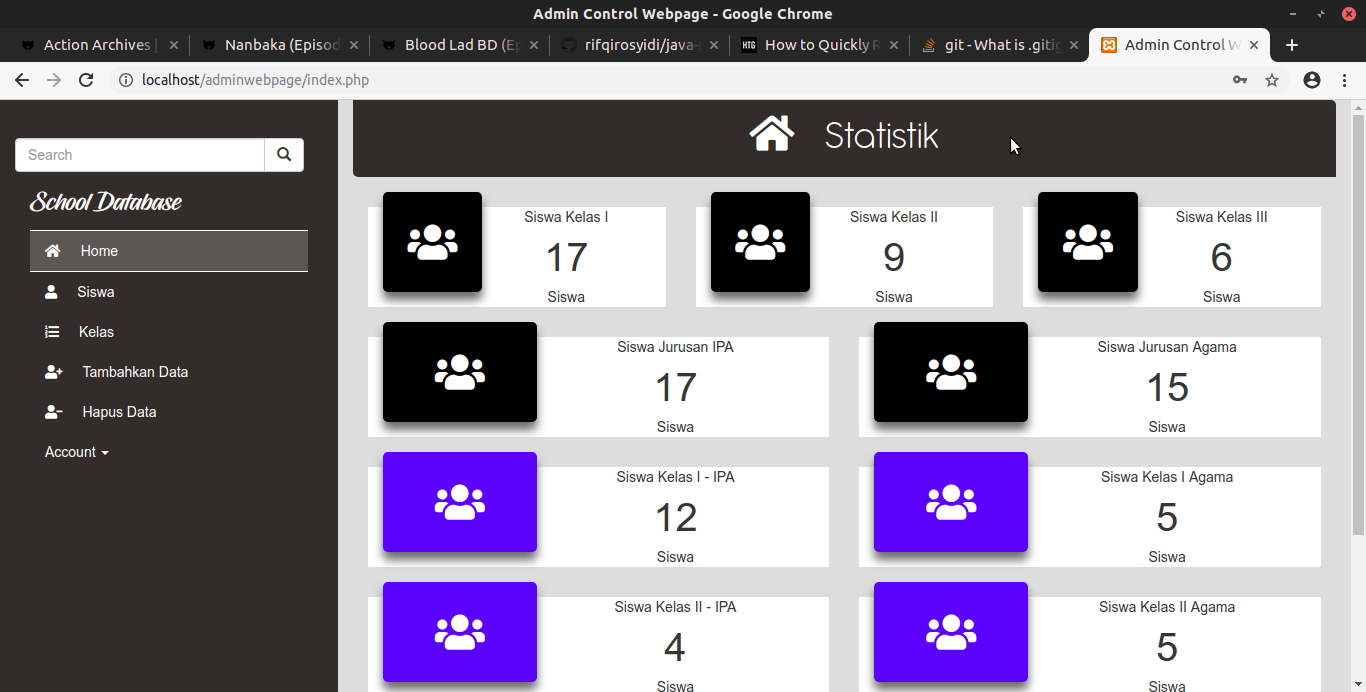 Admin Control Webpage - Google Chrome
Action Archives |
Nanbaka (Episod
Blood Lad BD (Ep
rifqirosyidi/java-
HTG How to Quickly R
git - What is .gitig
Admin Control W
localhost/adminwebpage/index.php
Search
School Database
Home
Siswa
Kelas
Tambahkan Data
Hapus Data
Account
Statistik
Siswa Kelas I
17
Siswa
Siswa Kelas II
9
Siswa
Siswa Kelas III
6
Siswa
Siswa Jurusan IPA
17
Siswa
Siswa Jurusan Agama
15
Siswa
Siswa Kelas I - IPA
12
Siswa
Siswa Kelas I Agama
5
Siswa
Siswa Kelas II - IPA
4
Siswa
Siswa Kelas II Agama
5
Siswa